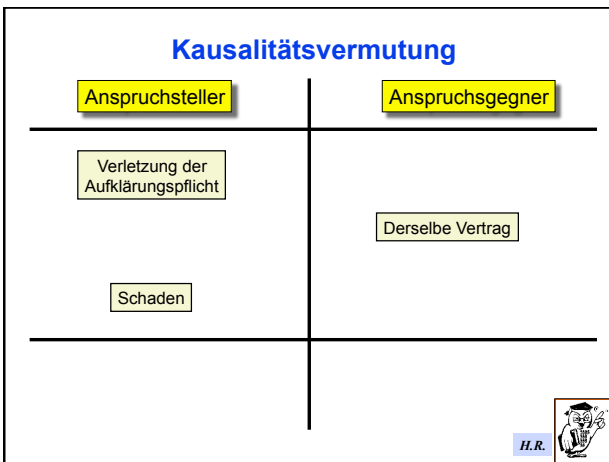 Kausalitätsvermutung
Anspruchsteller
Anspruchsgegner
Verletzung der
Aufklärungspflicht
Derselbe Vertrag
Schaden
H.R.